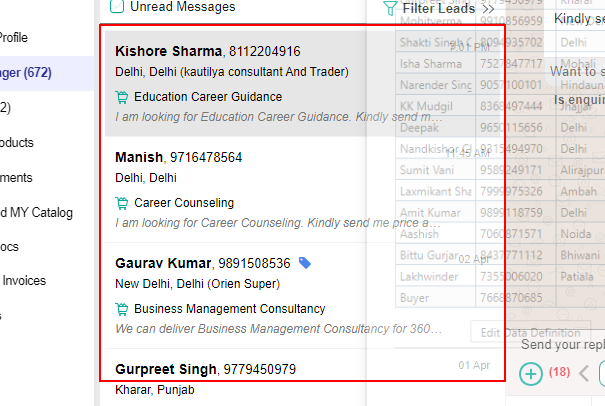 Unread Messages
Filter Leads
Kindly se
Profile
ager (672)
2)
oducts
ments
d MY Catalog
ocs
Invoices
Kishore Sharma, 8112204916
2:01 PM
Delhi, Delhi (kautilya consultant And Trader)
Education Career Guidance
I am looking for Education Career Guidance. Kindly send m...
Manish, 9716478564
11:45 AM
Delhi, Delhi
Career Counseling
I am looking for Career Counseling. Kindly send me price a...
Gaurav Kumar, 9891508536
02 Apr
New Delhi, Delhi (Orien Super)
Business Management Consultancy
We can deliver Business Management Consultancy for 360...
Gurpreet Singh, 9779450979
01 Apr
Kharar, Punjab
Mohitverma 9910856959 New Delhi
Shakti Singh 8094935702 Delhi
Isha Sharma 7527847717 Mohali
Narender Sing 9057100101 Hindaun
KK Mudgil 8368497444 Jhajjar
Deepak 9650115656 Delhi
Nandkishor 9315494970 Delhi
Sumit Vani 9589249171 Alirajpur
Laxmikant Sha 7999975326 Ambah
Amit Kumar 9899118759 Delhi
Aashish 7060871571 Noida
Bittu Gurjar 8437771112 Bhiwani
Lakhwinder 7355006020 Patiala
Buyer 7668870685
Edit Data Definition
Want to s
Is enquir
Send your repl
(18)